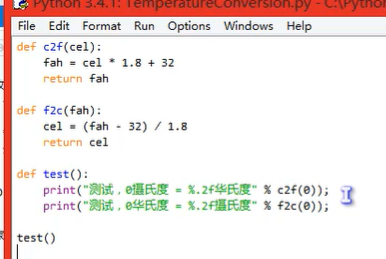 Python 3.4.1: TemperatureConversion.py - C:\Python
File Edit Format Run Options Windows Help
def c2f(cel):
    fah = cel * 1.8 + 32
    return fah
def f2c(fah):
    cel = (fah - 32) / 1.8
    return cel
def test():
    print("测试，0摄氏度 = %.2f华氏度" % c2f(0));
    print("测试，0华氏度 = %.2f摄氏度" % f2c(0));
test()